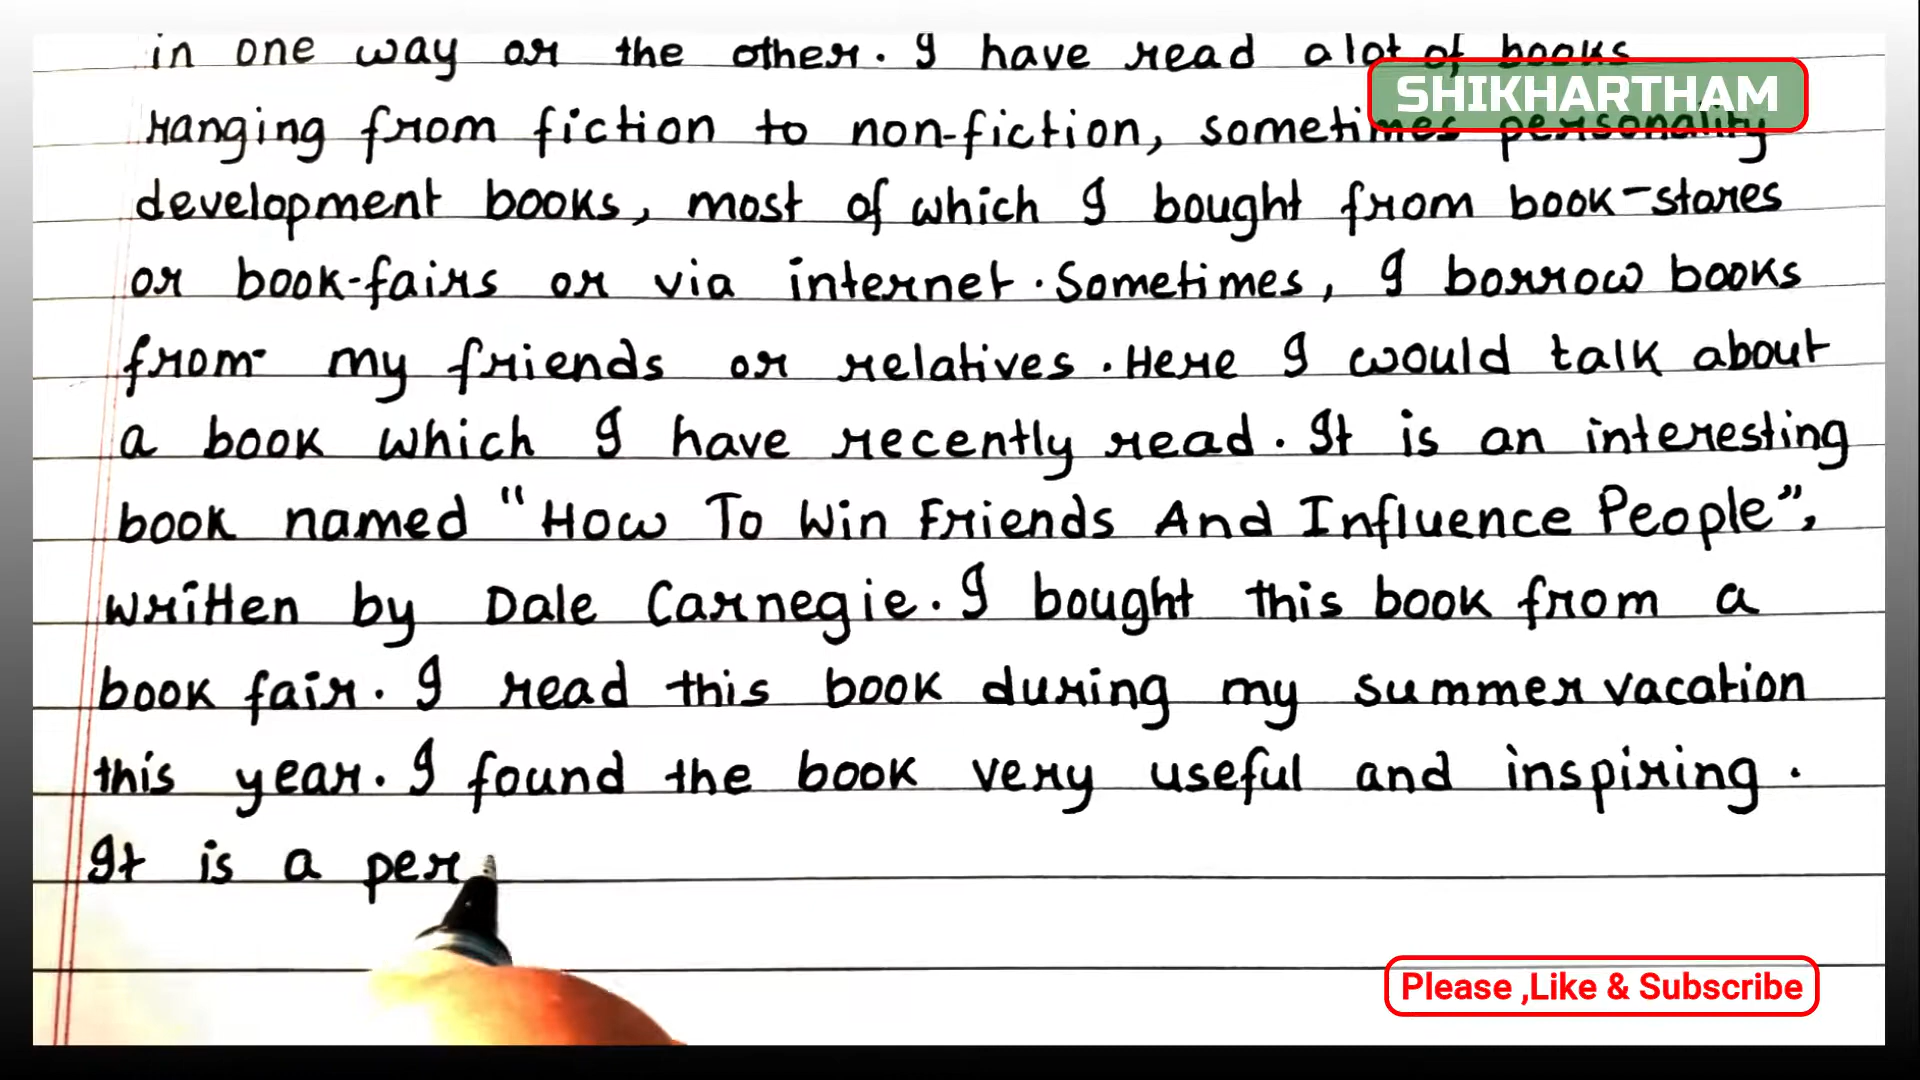 in one way or the other. I have read a lot of books
SHIKHARTHAM
ranging from fiction to non-fiction, sometimes personality
development books, most of which I bought from book-stores
or book-fairs or via internet. Sometimes, I borrow books
from my friends or relatives. Here I would talk about
a book which I have recently read. It is an interesting
book named "How To Win Friends And Influence People",
written by Dale Carnegie. I bought this book from a
book fair. I read this book during my summer vacation
this year. I found the book very useful and inspiring.
It is a per
Please ,Like & Subscribe